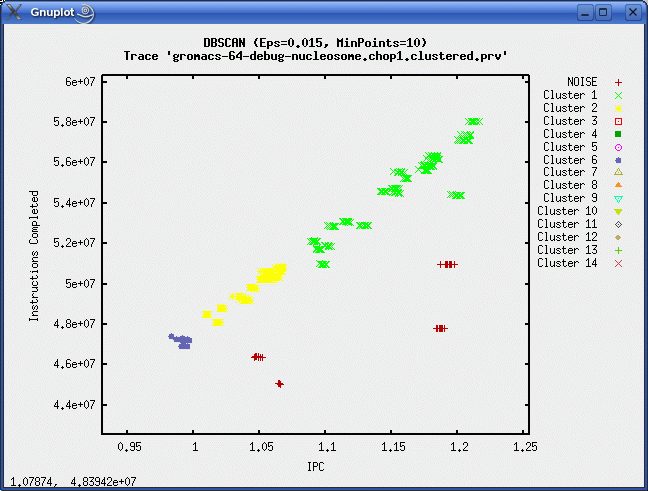 Gnuplot
DBSCAN (Eps=0.015, MinPoints=10)
Trace 'gromacs-64-debug-nucleosome.chop1.clustered.prv'
6e+07
5.8e+07
5.6e+07
5.4e+07
5.2e+07
5e+07
4.8e+07
4.6e+07
4.4e+07
Instructions Completed
0.95 1 1.05 1.1 1.15 1.2 1.25
IPC
NOISE
Cluster 1
Cluster 2
Cluster 3
Cluster 4
Cluster 5
Cluster 6
Cluster 7
Cluster 8
Cluster 9
Cluster 10
Cluster 11
Cluster 12
Cluster 13
Cluster 14
1.07874, 4.83942e+07